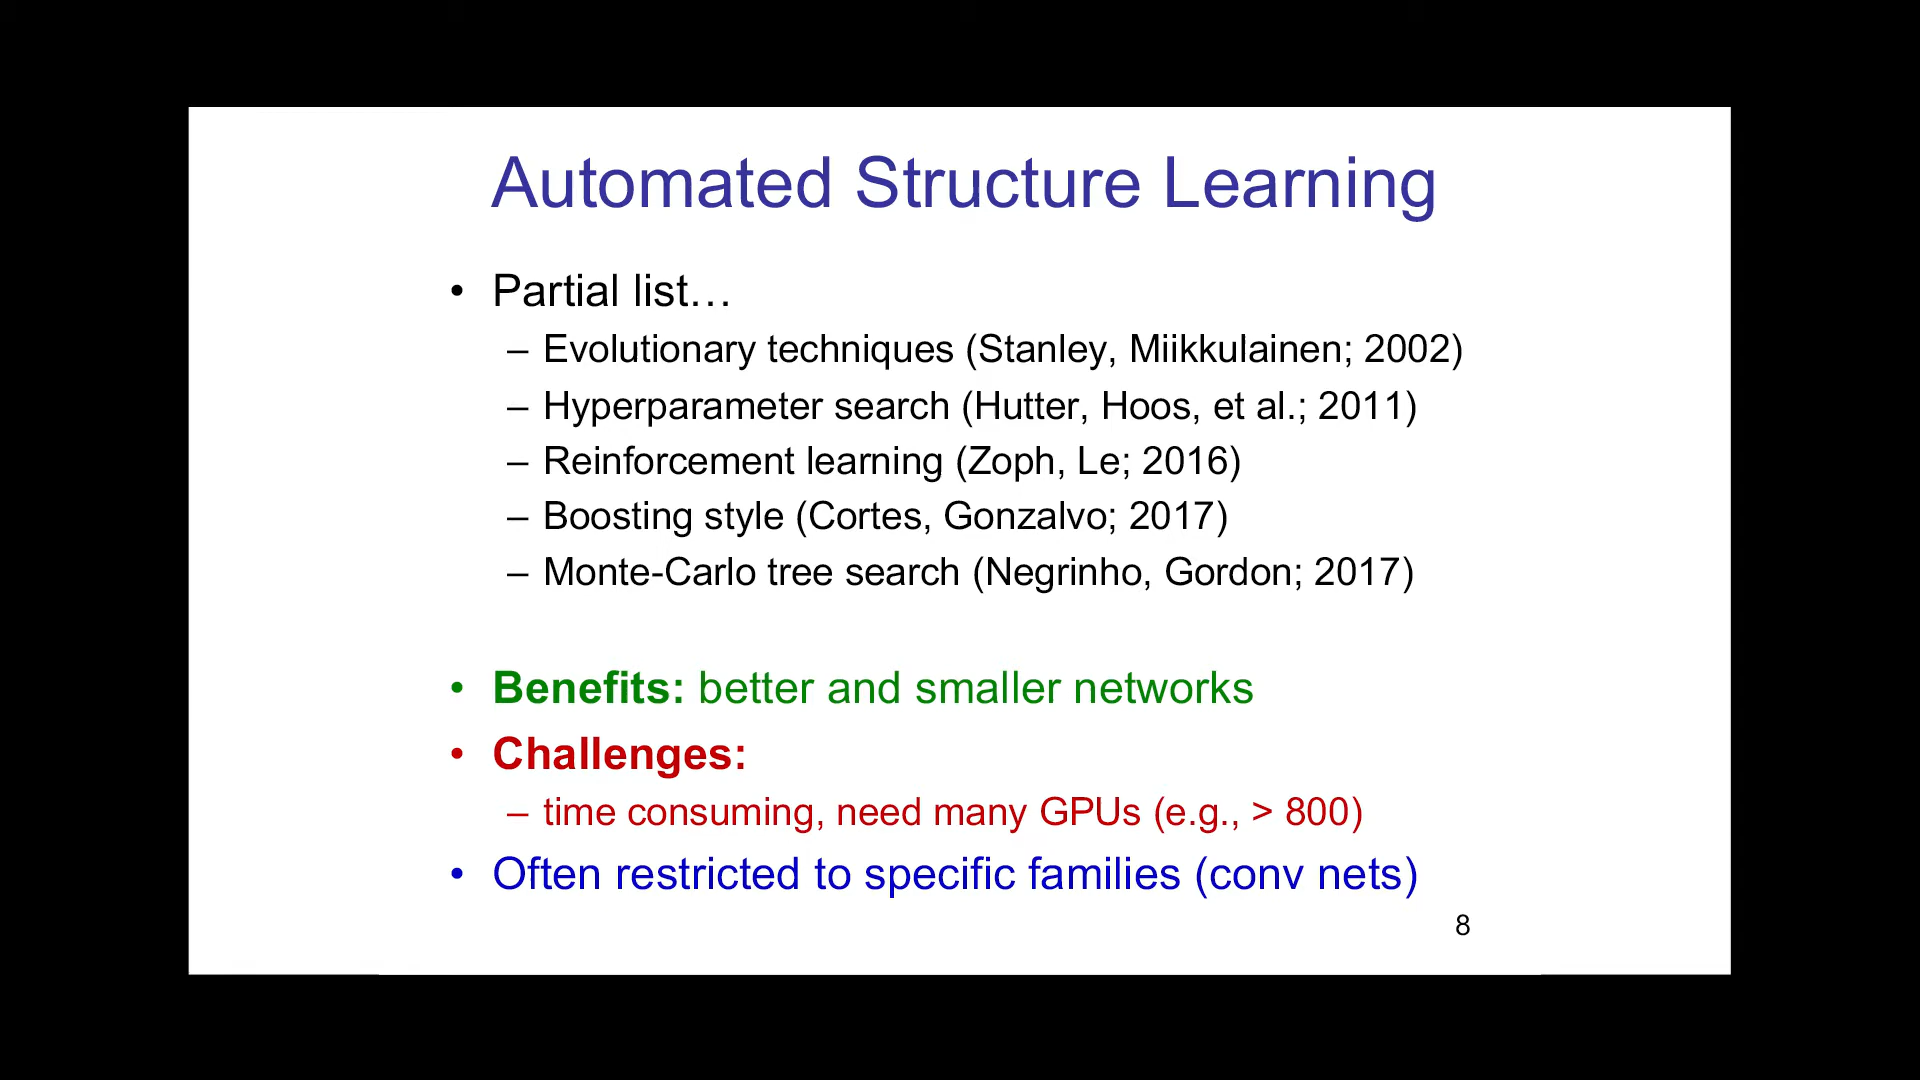 Automated Structure Learning
• Partial list…
– Evolutionary techniques (Stanley, Miikkulainen; 2002)
– Hyperparameter search (Hutter, Hoos, et al.; 2011)
– Reinforcement learning (Zoph, Le; 2016)
– Boosting style (Cortes, Gonzalvo; 2017)
– Monte-Carlo tree search (Negrinho, Gordon; 2017)
• Benefits: better and smaller networks
• Challenges:
– time consuming, need many GPUs (e.g., > 800)
• Often restricted to specific families (conv nets)
8